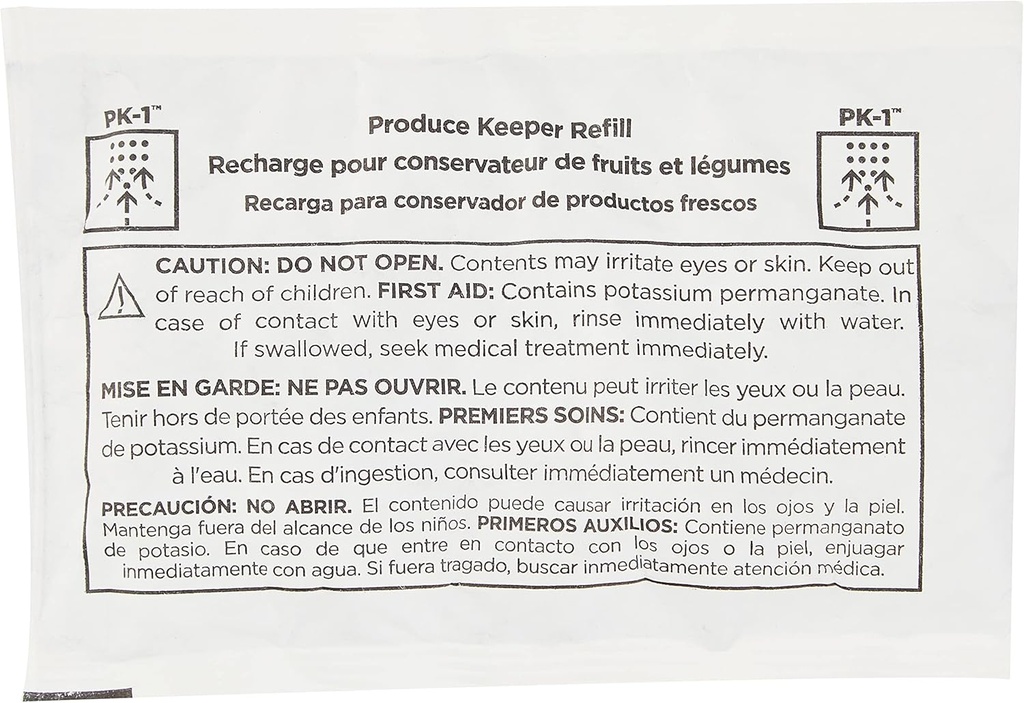 PK-1™
Produce Keeper Refill
PK-1™
Recharge pour conservateur de fruits et légumes
Recarga para conservador de productos frescos
CAUTION: DO NOT OPEN. Contents may irritate eyes or skin. Keep out
of reach of children. FIRST AID: Contains potassium permanganate. In
case of contact with eyes or skin, rinse immediately with water.
If swallowed, seek medical treatment immediately.
MISE EN GARDE: NE PAS OUVRIR. Le contenu peut irriter les yeux ou la peau.
Tenir hors de portée des enfants. PREMIERS SOINS: Contient du permanganate
de potassium. En cas de contact avec les yeux ou la peau, rincer immédiatement
à l'eau. En cas d'ingestion, consulter immédiatement un médecin.
PRECAUCIÓN: NO ABRIR. El contenido puede causar irritación en los ojos y la piel.
Mantenga fuera del alcance de los niños. PRIMEROS AUXILIOS: Contiene permanganato
de potasio. En caso de que entre en contacto con los ojos o la piel, enjuagar
inmediatamente con agua. Si fuera tragado, buscar inmediatamente atención médica.